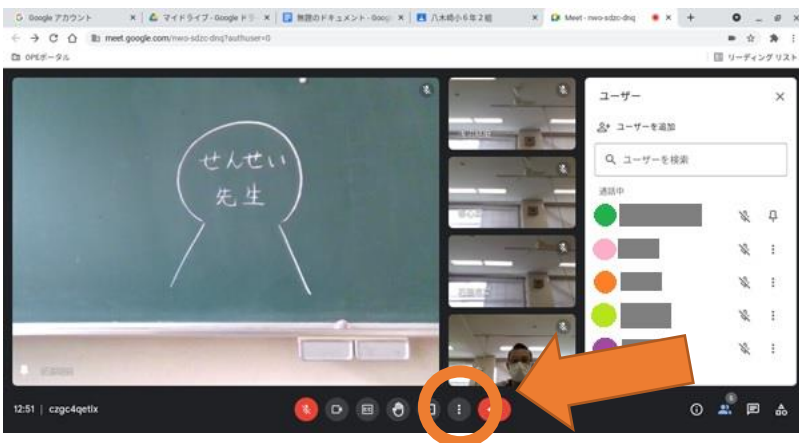 Google アカウント
マイドライブ - Google ド
無題のドキュメント - Googl
八木崎小6年2組
Meet - nwo-sdzc-dnq
meet.google.com/nwo-sdzc-dnq?authuser=0
OPEポータル
リーディングリスト
せんせい
先生
ユーザー
ユーザーを追加
ユーザーを検索
通話中
12:51 | czgc4qetlx
5